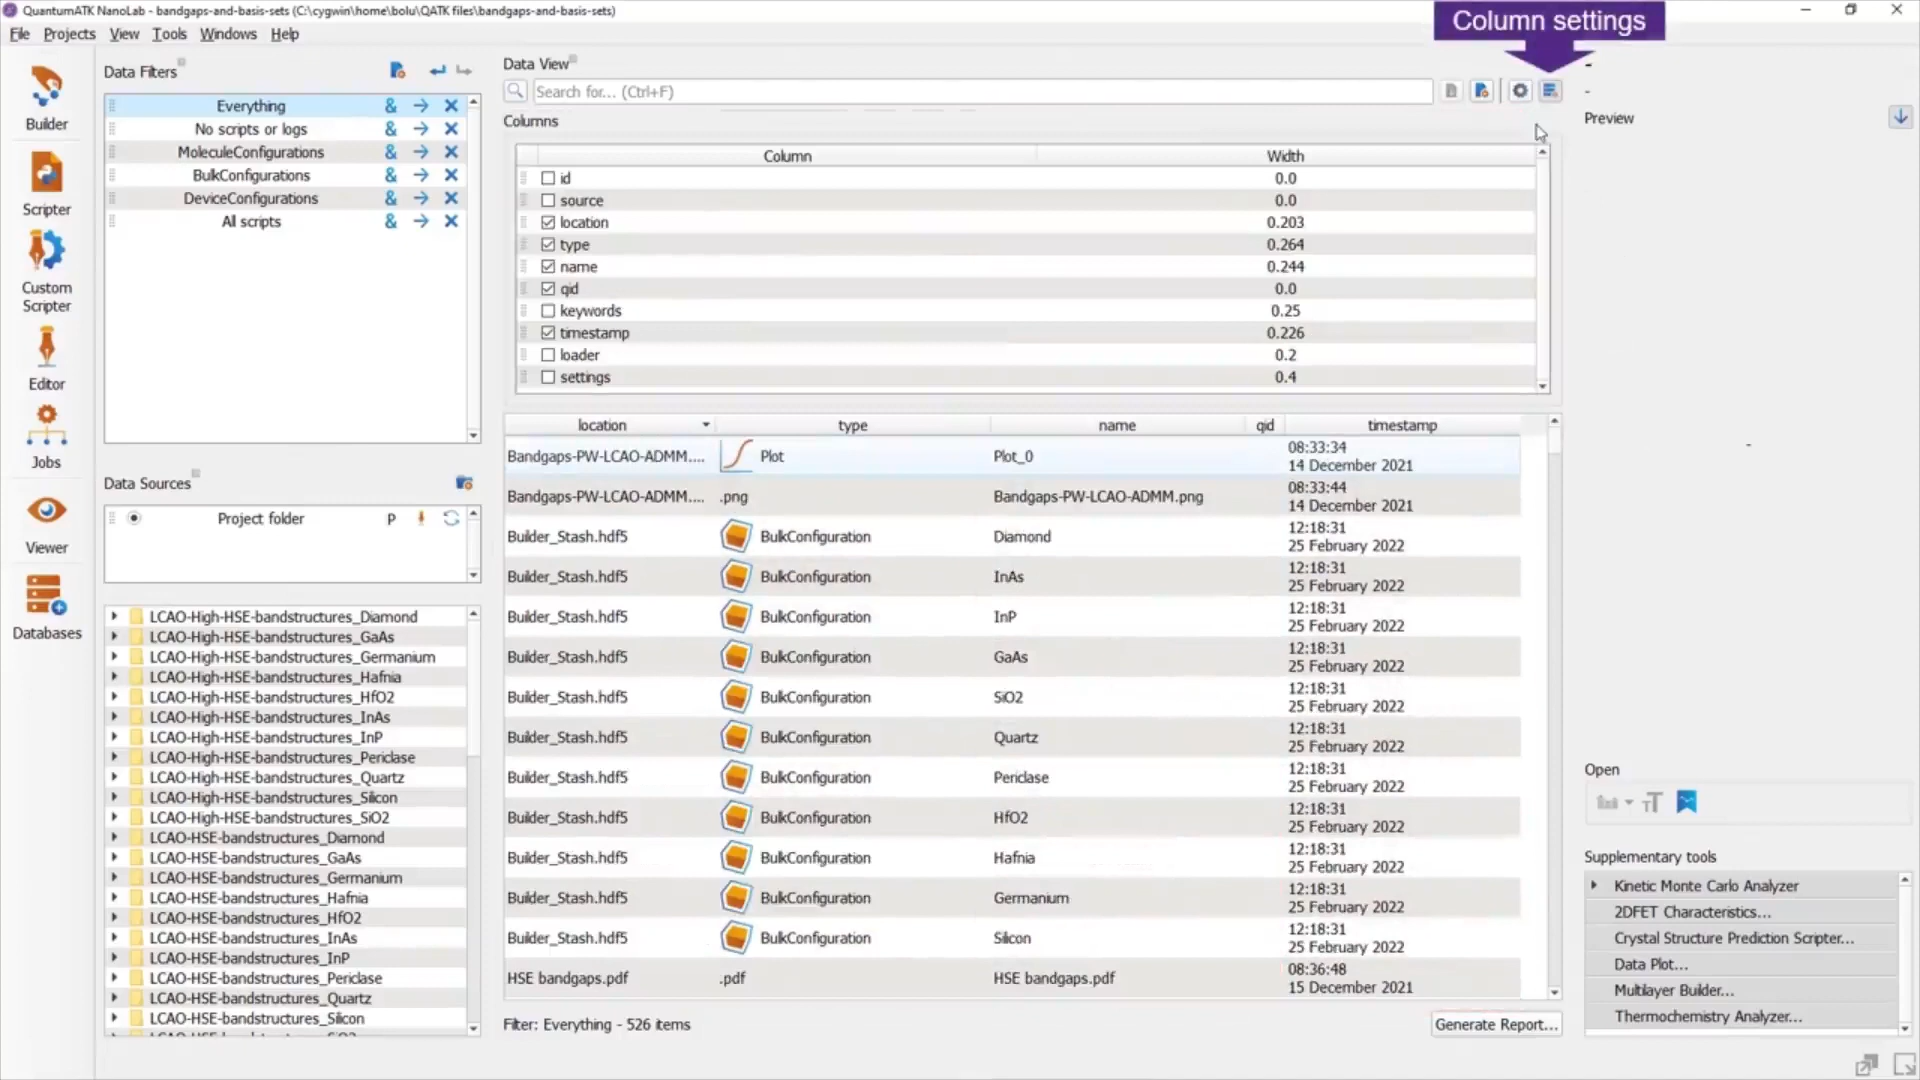 QuantumATK NanoLab - bandgaps-and-basis-sets (C:\cygwin\home\bolu\QATK files\bandgaps-and-basis-sets)
Column settings
File Projects View Tools Windows Help
Builder
Scripter
Custom
Scripter
Editor
Jobs
Viewer
Databases
Data Filters
Everything &
No scripts or logs &
MoleculeConfigurations &
BulkConfigurations &
DeviceConfigurations &
All scripts &
Data Sources
Project folder P
LCAO-High-HSE-bandstructures_Diamond
LCAO-High-HSE-bandstructures_GaAs
LCAO-High-HSE-bandstructures_Germanium
LCAO-High-HSE-bandstructures_Hafnia
LCAO-High-HSE-bandstructures_HfO2
LCAO-High-HSE-bandstructures_InAs
LCAO-High-HSE-bandstructures_InP
LCAO-High-HSE-bandstructures_Periclase
LCAO-High-HSE-bandstructures_Quartz
LCAO-High-HSE-bandstructures_Silicon
LCAO-High-HSE-bandstructures_SiO2
LCAO-HSE-bandstructures_Diamond
LCAO-HSE-bandstructures_GaAs
LCAO-HSE-bandstructures_Germanium
LCAO-HSE-bandstructures_Hafnia
LCAO-HSE-bandstructures_HfO2
LCAO-HSE-bandstructures_InAs
LCAO-HSE-bandstructures_InP
LCAO-HSE-bandstructures_Periclase
LCAO-HSE-bandstructures_Quartz
LCAO-HSE-bandstructures_Silicon
Data View
Search for... (Ctrl+F)
Columns
Column Width
id 0.0
source 0.0
location 0.203
type 0.264
name 0.244
qid 0.0
keywords 0.25
timestamp 0.226
loader 0.2
settings 0.4
location type name qid timestamp
Bandgaps-PW-LCAO-ADMM.... Plot Plot_0 08:33:34
14 December 2021
Bandgaps-PW-LCAO-ADMM.... .png Bandgaps-PW-LCAO-ADMM.png 08:33:44
14 December 2021
Builder_Stash.hdf5 BulkConfiguration Diamond 12:18:31
25 February 2022
Builder_Stash.hdf5 BulkConfiguration InAs 12:18:31
25 February 2022
Builder_Stash.hdf5 BulkConfiguration InP 12:18:31
25 February 2022
Builder_Stash.hdf5 BulkConfiguration GaAs 12:18:31
25 February 2022
Builder_Stash.hdf5 BulkConfiguration SiO2 12:18:31
25 February 2022
Builder_Stash.hdf5 BulkConfiguration Quartz 12:18:31
25 February 2022
Builder_Stash.hdf5 BulkConfiguration Periclase 12:18:31
25 February 2022
Builder_Stash.hdf5 BulkConfiguration HfO2 12:18:31
25 February 2022
Builder_Stash.hdf5 BulkConfiguration Hafnia 12:18:31
25 February 2022
Builder_Stash.hdf5 BulkConfiguration Germanium 12:18:31
25 February 2022
Builder_Stash.hdf5 BulkConfiguration Silicon 12:18:31
25 February 2022
HSE bandgaps.pdf .pdf HSE bandgaps.pdf 08:36:48
15 December 2021
Filter: Everything - 526 items
Generate Report...
-
-
Preview
-
Open
Supplementary tools
Kinetic Monte Carlo Analyzer
2DFET Characteristics...
Crystal Structure Prediction Scripter...
Data Plot...
Multilayer Builder...
Thermochemistry Analyzer...